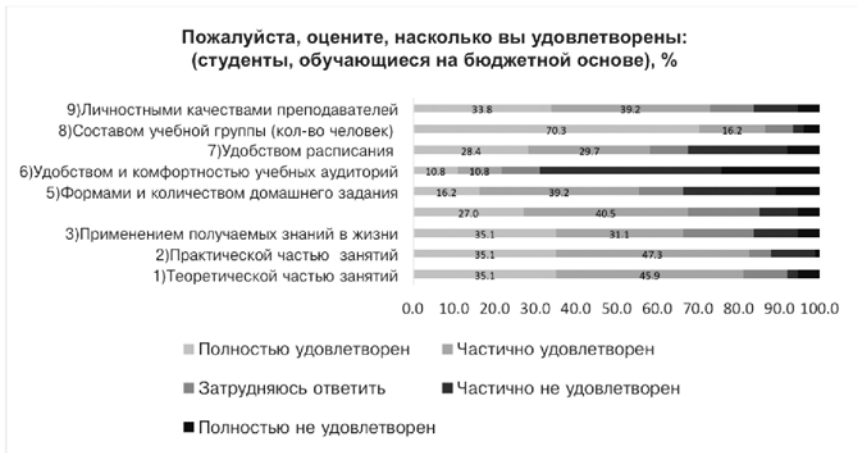 Пожалуйста, оцените, насколько вы удовлетворены:
(студенты, обучающиеся на бюджетной основе), %
9)Личностными качествами преподавателей
33.8 39.2
8)Составом учебной группы (кол-во человек)
70.3 16.2
7)Удобством расписания
28.4 29.7
6)Удобством и комфортностью учебных аудиторий
10.8 10.8
5)Формами и количеством домашнего задания
16.2 39.2
27.0 40.5
3)Применением получаемых знаний в жизни
35.1 31.1
2)Практической частью занятий
35.1 47.3
1)Теоретической частью занятий
35.1 45.9
0.0 10.0 20.0 30.0 40.0 50.0 60.0 70.0 80.0 90.0 100.0
Полностью удовлетворен Частично удовлетворен
Затрудняюсь ответить Частично не удовлетворен
Полностью не удовлетворен